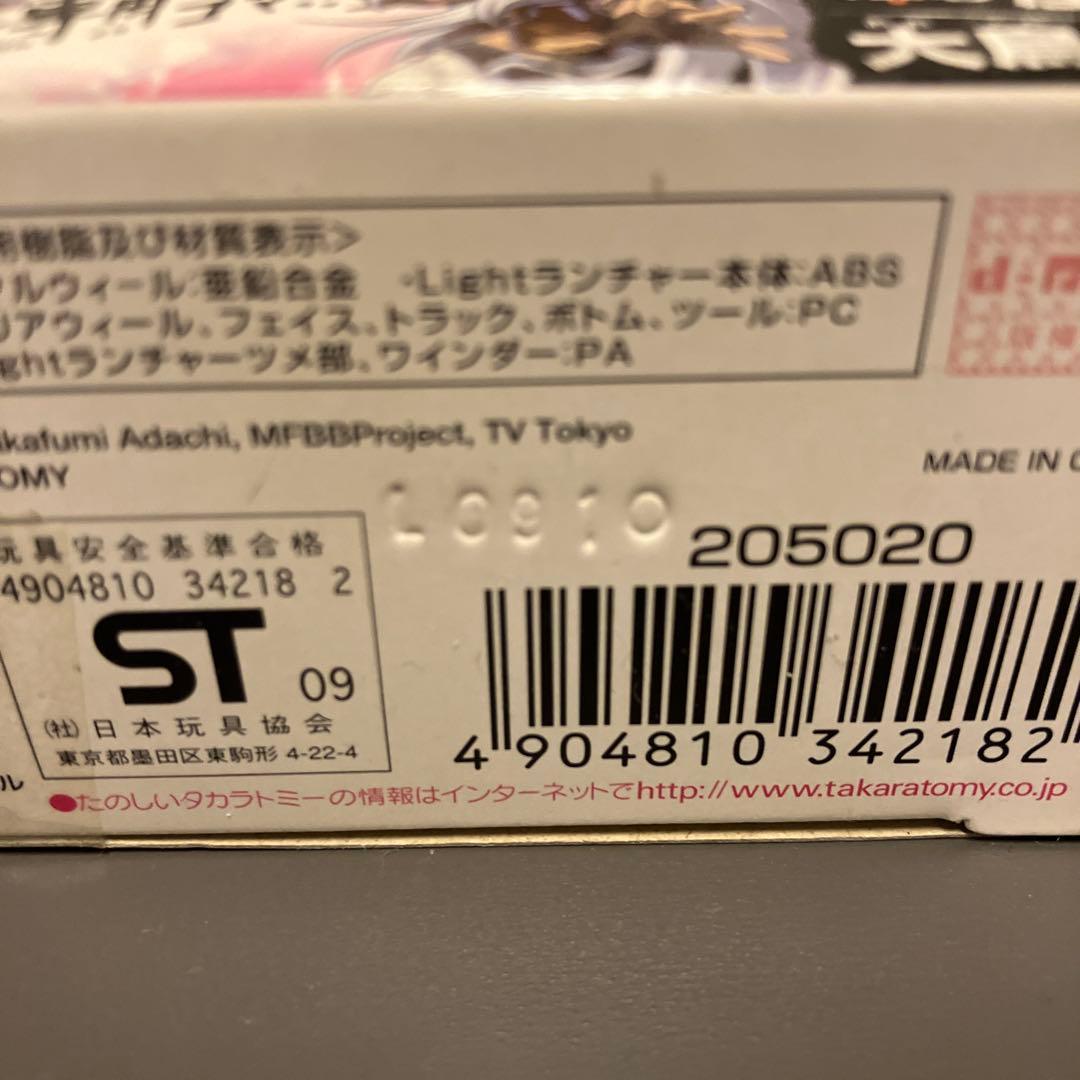 樹脂及び材質表示>
ルウィール:亜鉛合金 ・Lightランチャー本体:ABS
リアウィール、フェイス、トラック、ボトム、ツール:PC
ghtランチャーツメ部、ワインダー:PA
kafumi Adachi, MFBBProject, TV Tokyo
OMY
MADE IN C
玩具安全基準合格
4904810 34218 2
ST 09
(社)日本玩具協会
東京都墨田区東駒形 4-22-4
205020
4 904810 342182
ル
●たのしいタカラトミーの情報はインターネットでhttp://www.takaratomy.co.jp